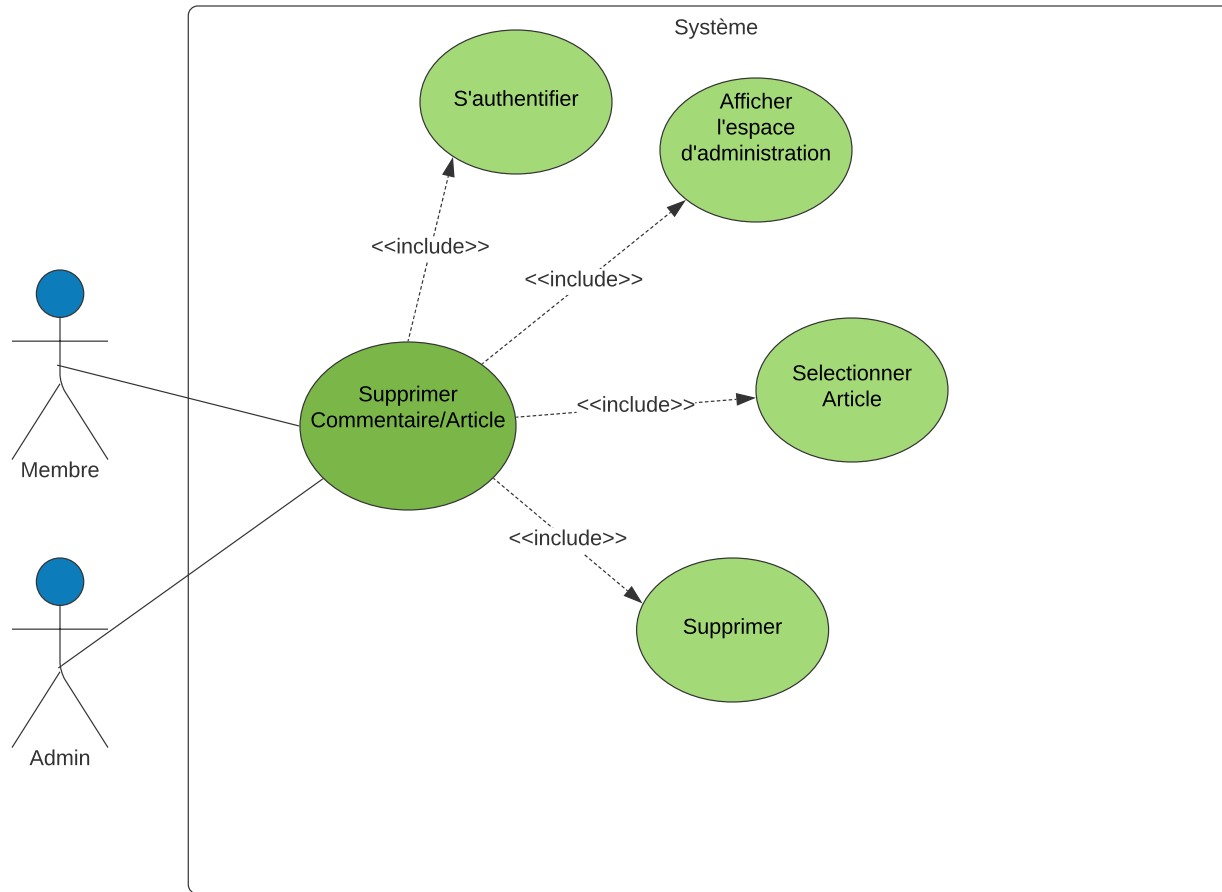 Système
S'authentifier
Afficher
l'espace
d'administration
<<include>>
<<include>>
Selectionner
Article
Supprimer
Commentaire/Article
<<include>>
Membre
<<include>>
Supprimer
Admin